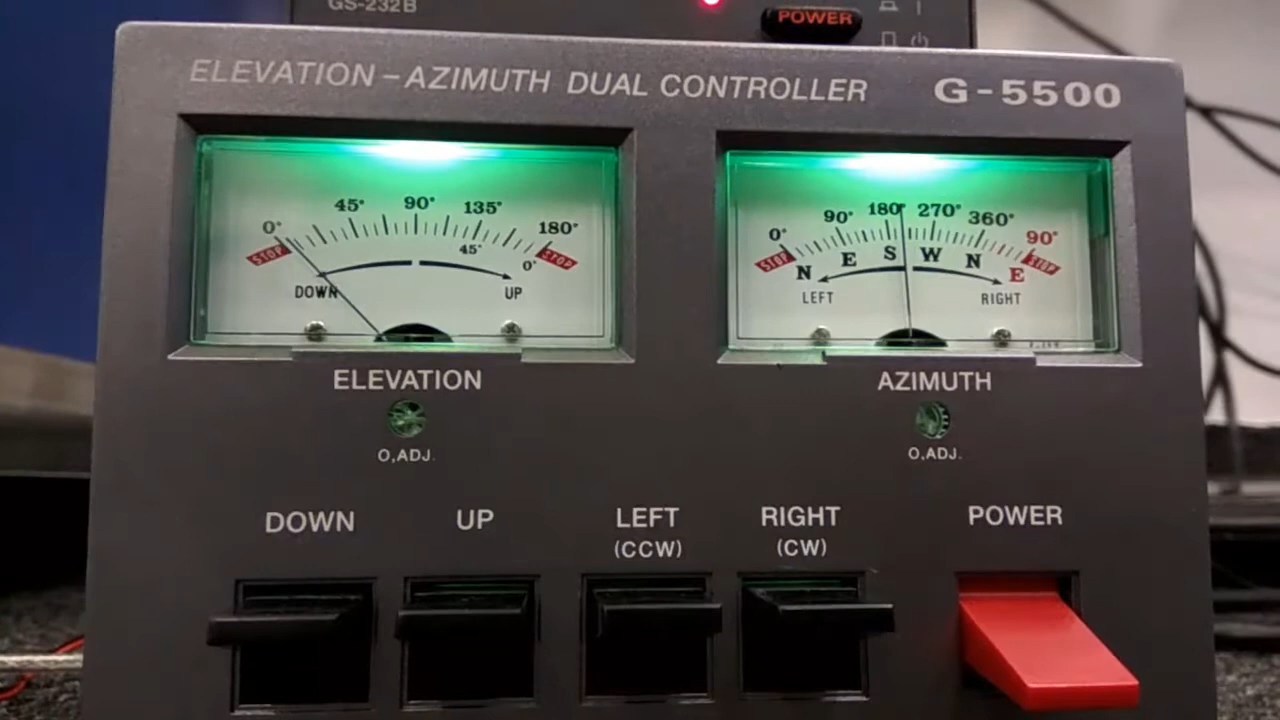 GS-232B
POWER
ELEVATION-AZIMUTH DUAL CONTROLLER G-5500
0° 45° 90° 135° 180°
STOP 45° 0° STOP
DOWN UP
0° 90° 180° 270° 360° 90°
STOP N E S W N E STOP
LEFT RIGHT
ELEVATION
AZIMUTH
O,ADJ.
O,ADJ.
DOWN
UP
LEFT
(CCW)
RIGHT
(CW)
POWER